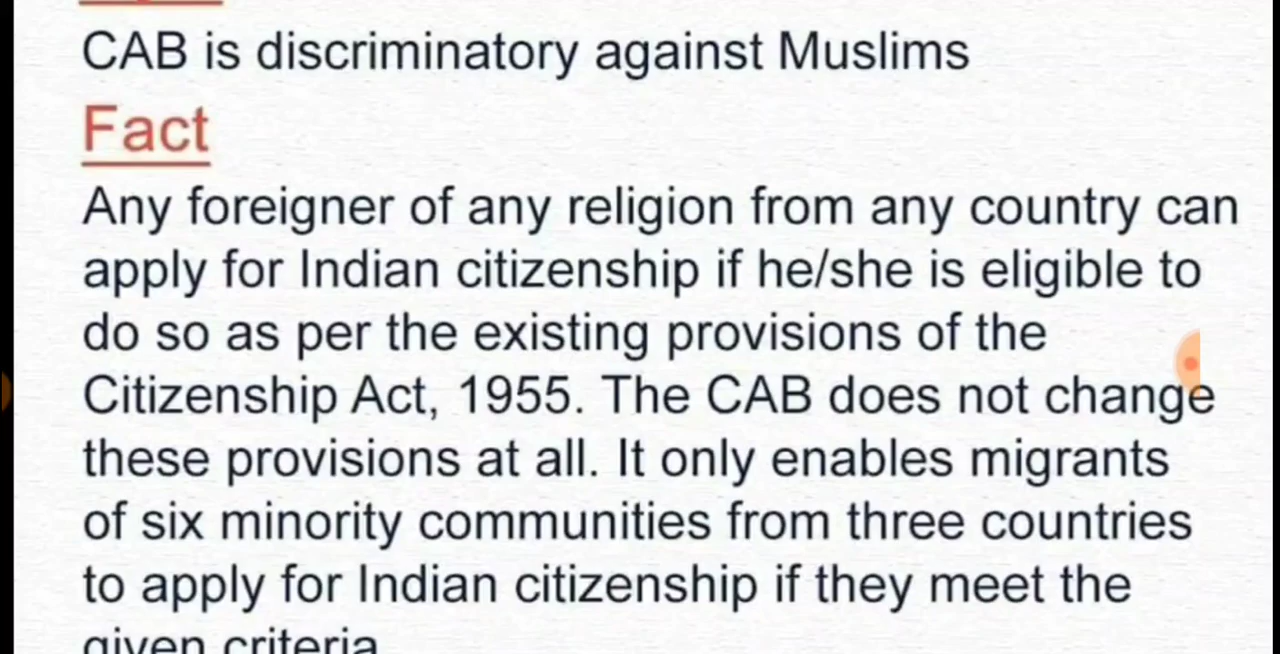 CAB is discriminatory against Muslims
Fact
Any foreigner of any religion from any country can
apply for Indian citizenship if he/she is eligible to
do so as per the existing provisions of the
Citizenship Act, 1955. The CAB does not change
these provisions at all. It only enables migrants
of six minority communities from three countries
to apply for Indian citizenship if they meet the
given criteria